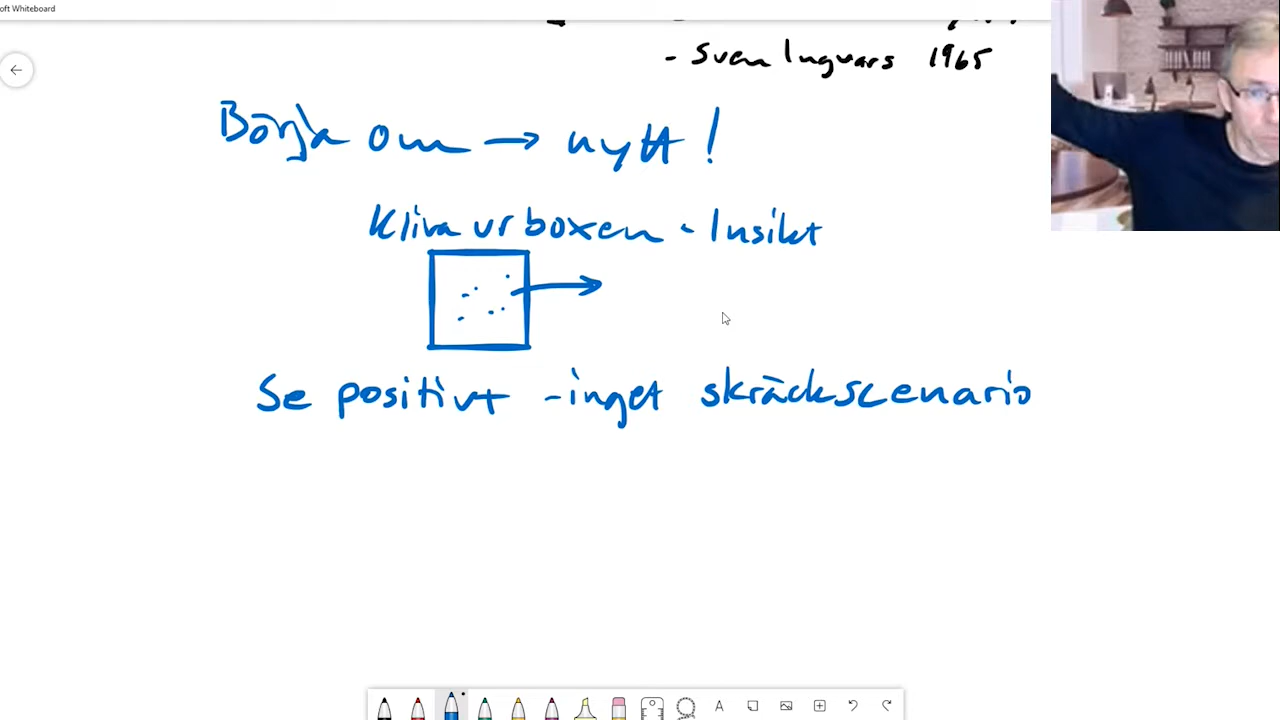 oft Whiteboard
- Sven Ingvars 1965
Börja om → nytt!
Kliva ur boxen - Insikt
Se positivt - inget skräckscenario
A